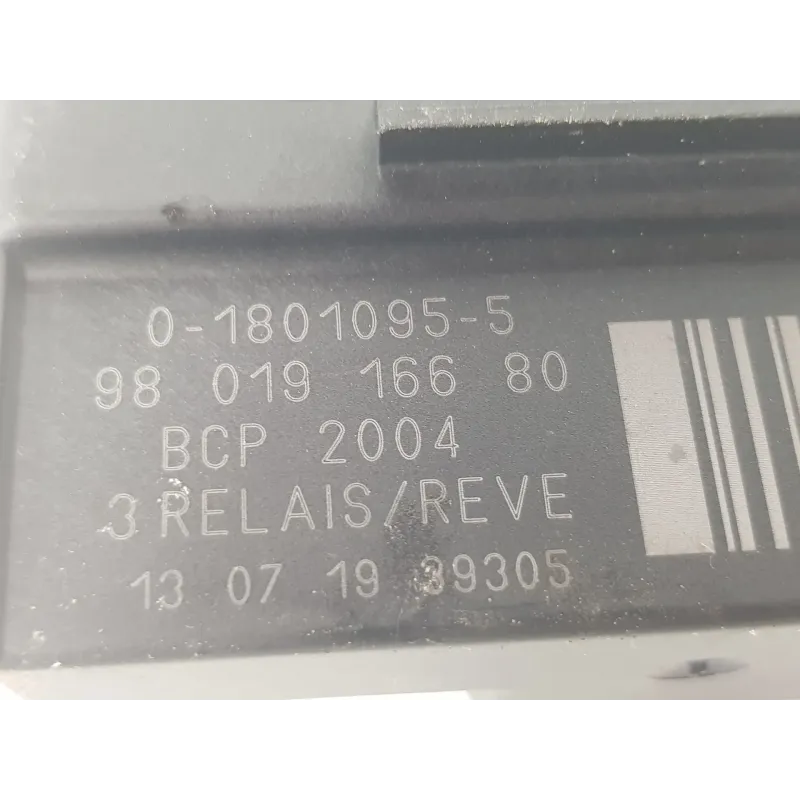 0-1801095-5
98 019 166 80
BCP 2004
3 RELAIS/REVE
13 07 19 39305